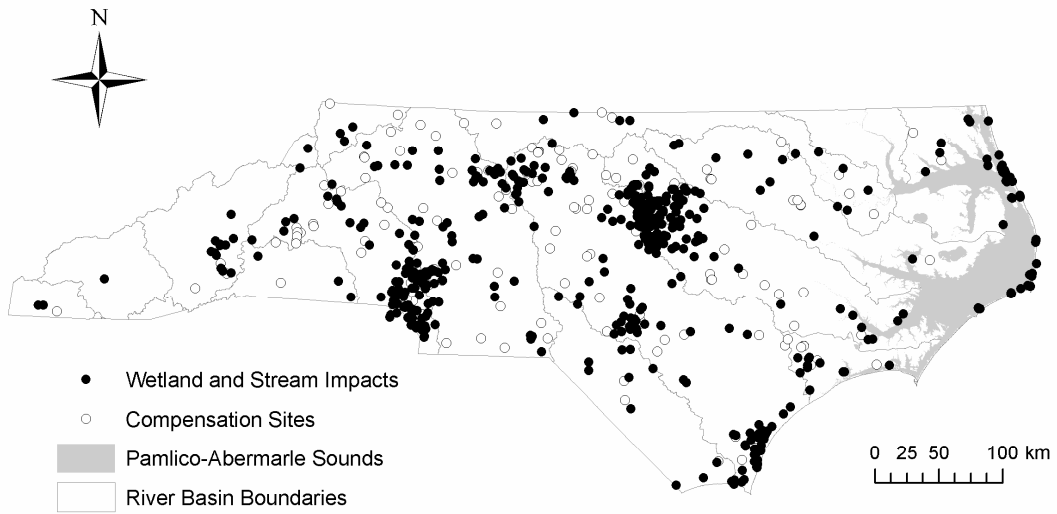 N
Wetland and Stream Impacts
Compensation Sites
Pamlico-Abermarle Sounds
River Basin Boundaries
0 25 50 100 km